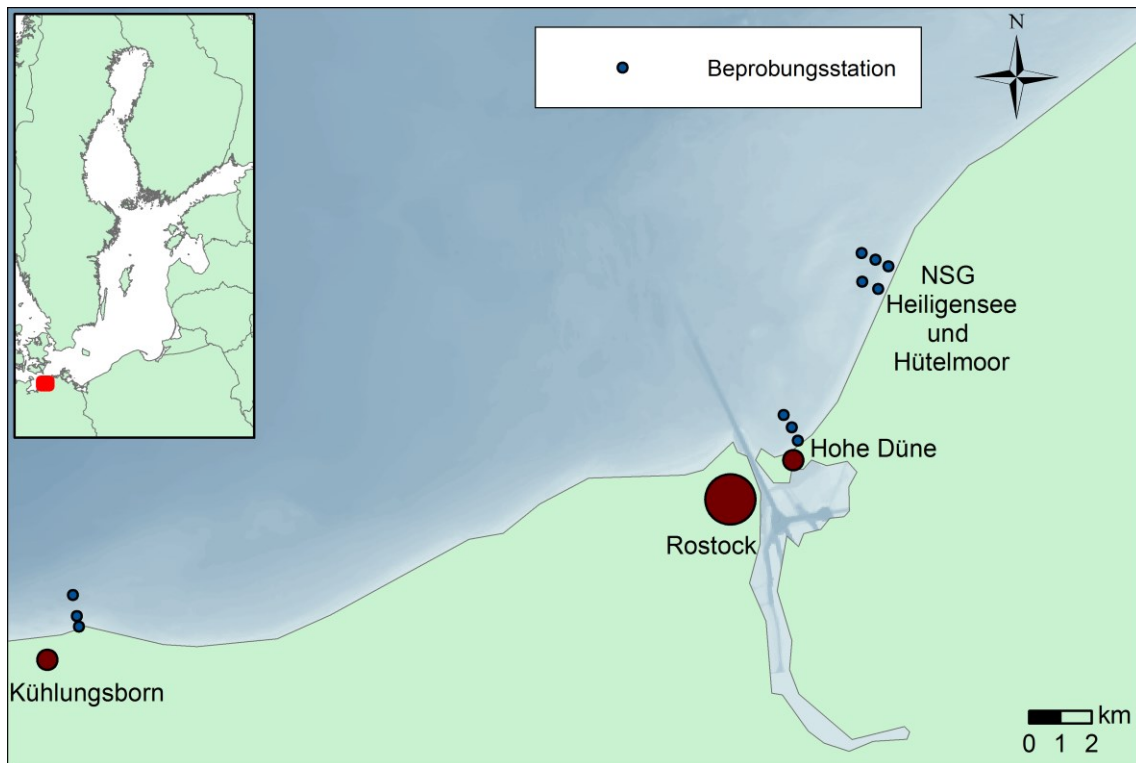 N
Beprobungsstation
NSG
Heiligensee
und
Hütelmoor
Hohe Düne
Rostock
Kühlungsborn
km
0 1 2